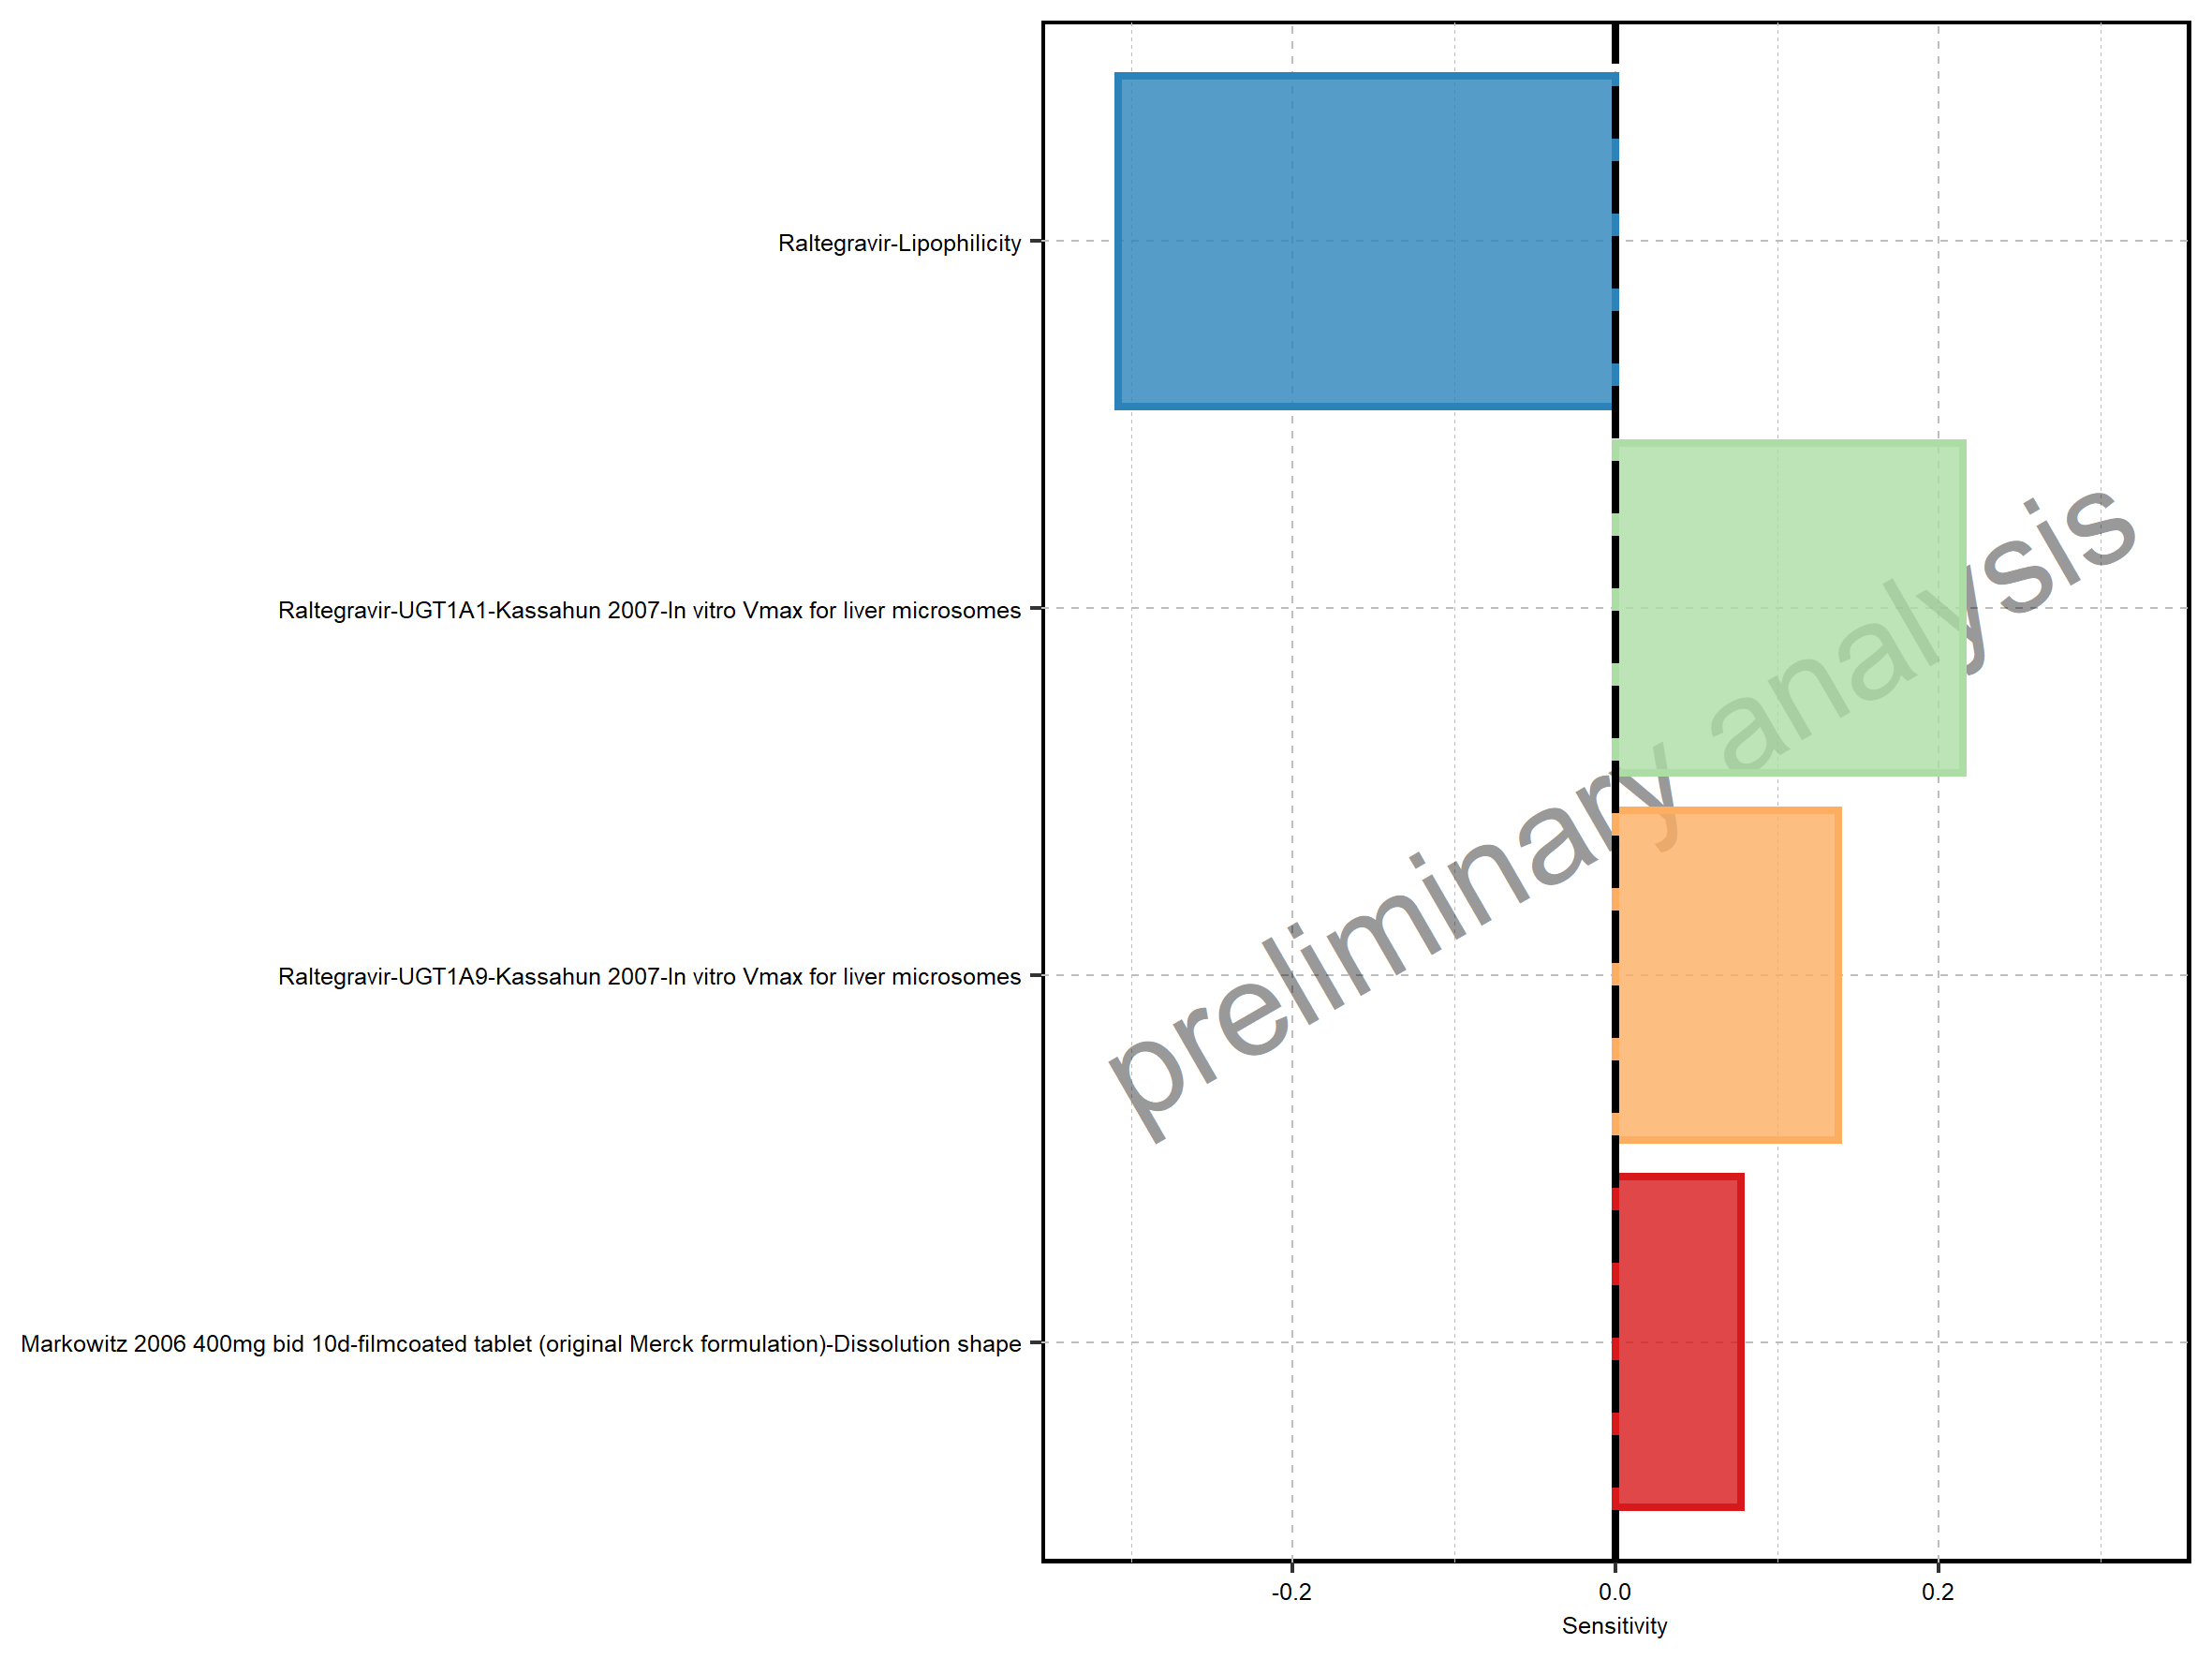 Raltegravir-Lipophilicity
Raltegravir-UGT1A1-Kassahun 2007-In vitro Vmax for liver microsomes
Raltegravir-UGT1A9-Kassahun 2007-In vitro Vmax for liver microsomes
Markowitz 2006 400mg bid 10d-filmcoated tablet (original Merck formulation)-Dissolution shape
preliminary analysis
-0.2 0.0 0.2
Sensitivity